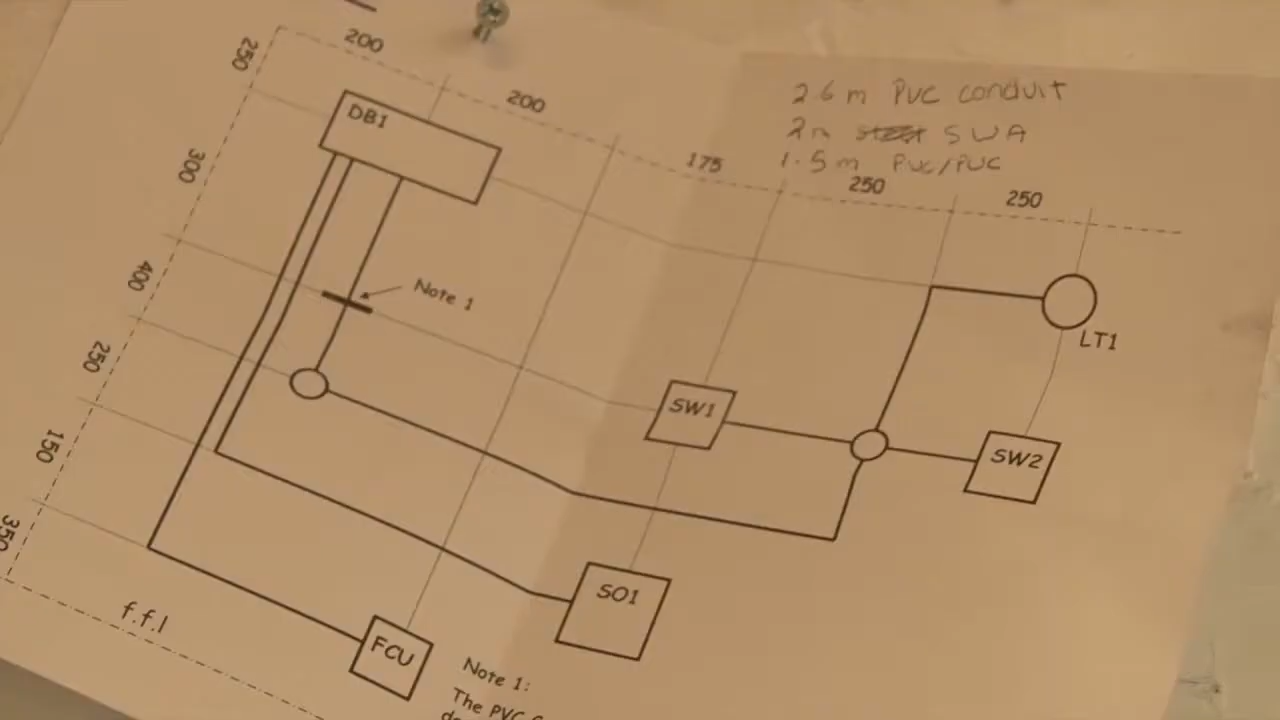 200
250
200
2.6 m PVC conduit
2m SWA
1.5m PVC/PVC
175
250
250
DB1
300
400
Note 1
LT1
250
SW1
SW2
150
350
SO1
f.f.l
FCU
Note 1:
The PVC